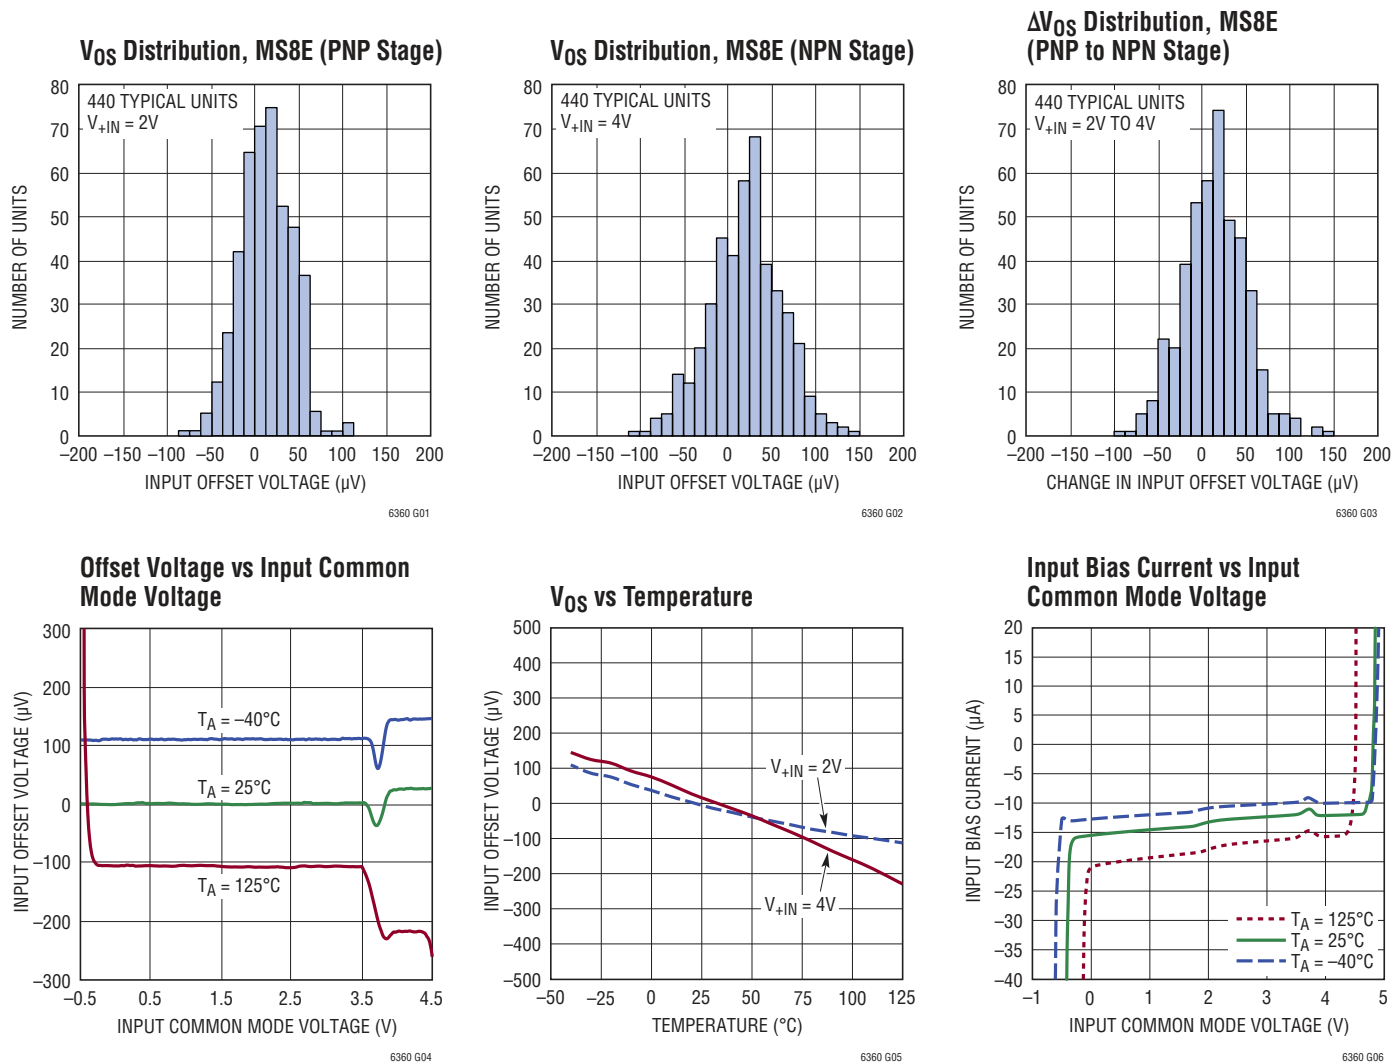 VOS Distribution, MS8E (PNP Stage)
80
70
60
50
40
30
20
10
0
NUMBER OF UNITS
440 TYPICAL UNITS
V+IN = 2V
–200 –150 –100 –50 0 50 100 150 200
INPUT OFFSET VOLTAGE (µV)
6360 G01
VOS Distribution, MS8E (NPN Stage)
80
70
60
50
40
30
20
10
0
NUMBER OF UNITS
440 TYPICAL UNITS
V+IN = 4V
–200 –150 –100 –50 0 50 100 150 200
INPUT OFFSET VOLTAGE (µV)
6360 G02
ΔVOS Distribution, MS8E
(PNP to NPN Stage)
80
70
60
50
40
30
20
10
0
NUMBER OF UNITS
440 TYPICAL UNITS
V+IN = 2V TO 4V
–200 –150 –100 –50 0 50 100 150 200
CHANGE IN INPUT OFFSET VOLTAGE (µV)
6360 G03
Offset Voltage vs Input Common
Mode Voltage
300
200
100
0
–100
–200
–300
INPUT OFFSET VOLTAGE (µV)
TA = –40°C
TA = 25°C
TA = 125°C
–0.5 0.5 1.5 2.5 3.5 4.5
INPUT COMMON MODE VOLTAGE (V)
6360 G04
VOS vs Temperature
500
400
300
200
100
0
–100
–200
–300
–400
–500
INPUT OFFSET VOLTAGE (µV)
V+IN = 2V
V+IN = 4V
–50 –25 0 25 50 75 100 125
TEMPERATURE (°C)
6360 G05
Input Bias Current vs Input
Common Mode Voltage
20
15
10
5
0
–5
–10
–15
–20
–25
–30
–35
–40
INPUT BIAS CURRENT (µA)
TA = 125°C
TA = 25°C
TA = –40°C
–1 0 1 2 3 4 5
INPUT COMMON MODE VOLTAGE (V)
6360 G06